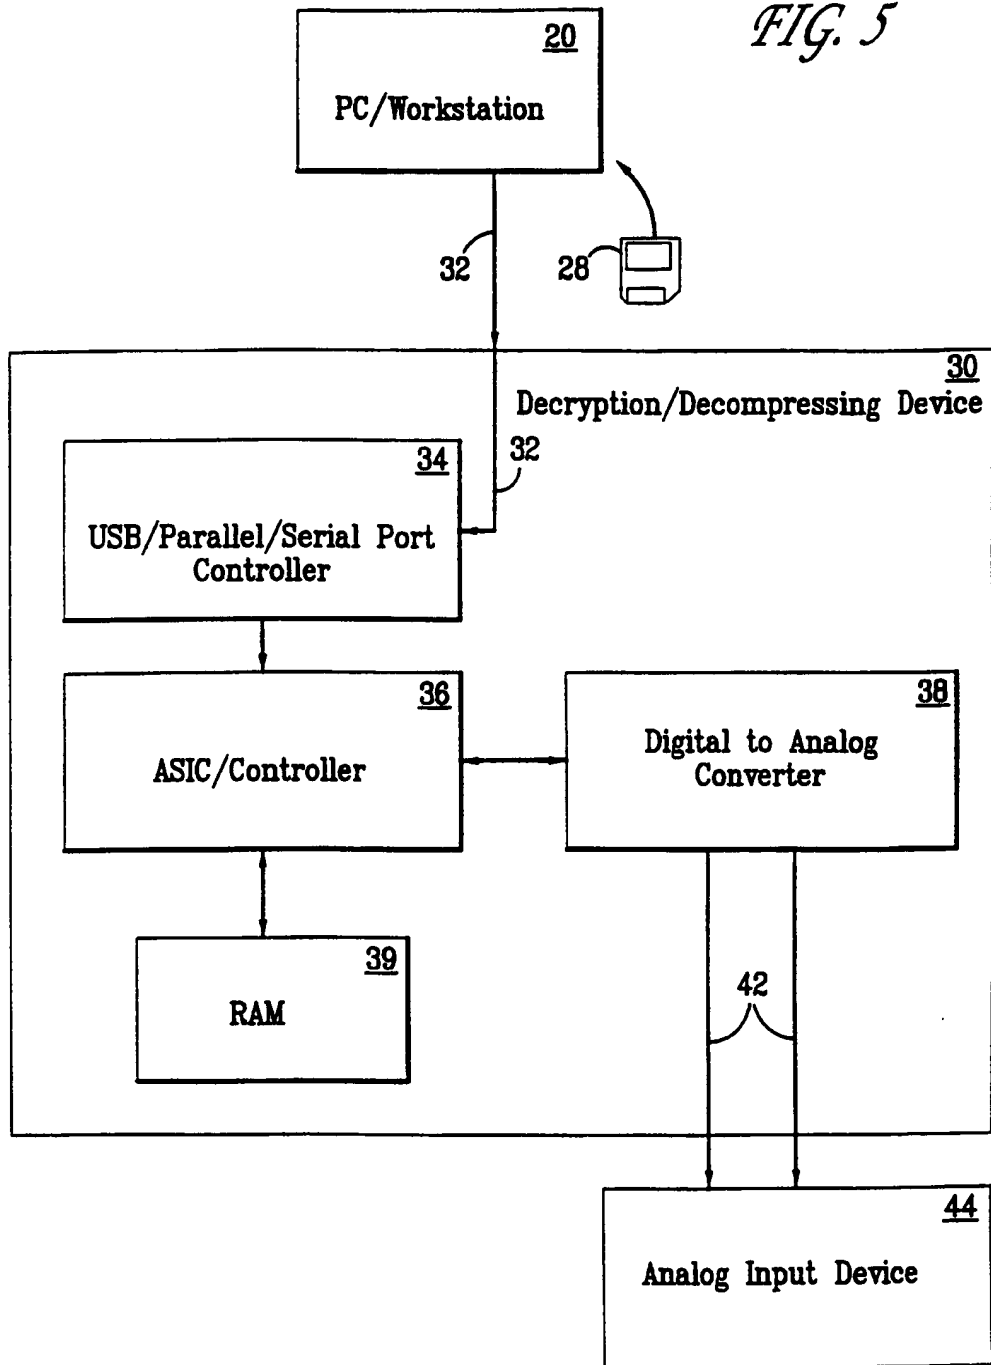 FIG. 5
20
PC/Workstation
32
28
30
Decryption/Decompressing Device
34
32
USB/Parallel/Serial Port
Controller
36
ASIC/Controller
38
Digital to Analog
Converter
39
RAM
42
44
Analog Input Device